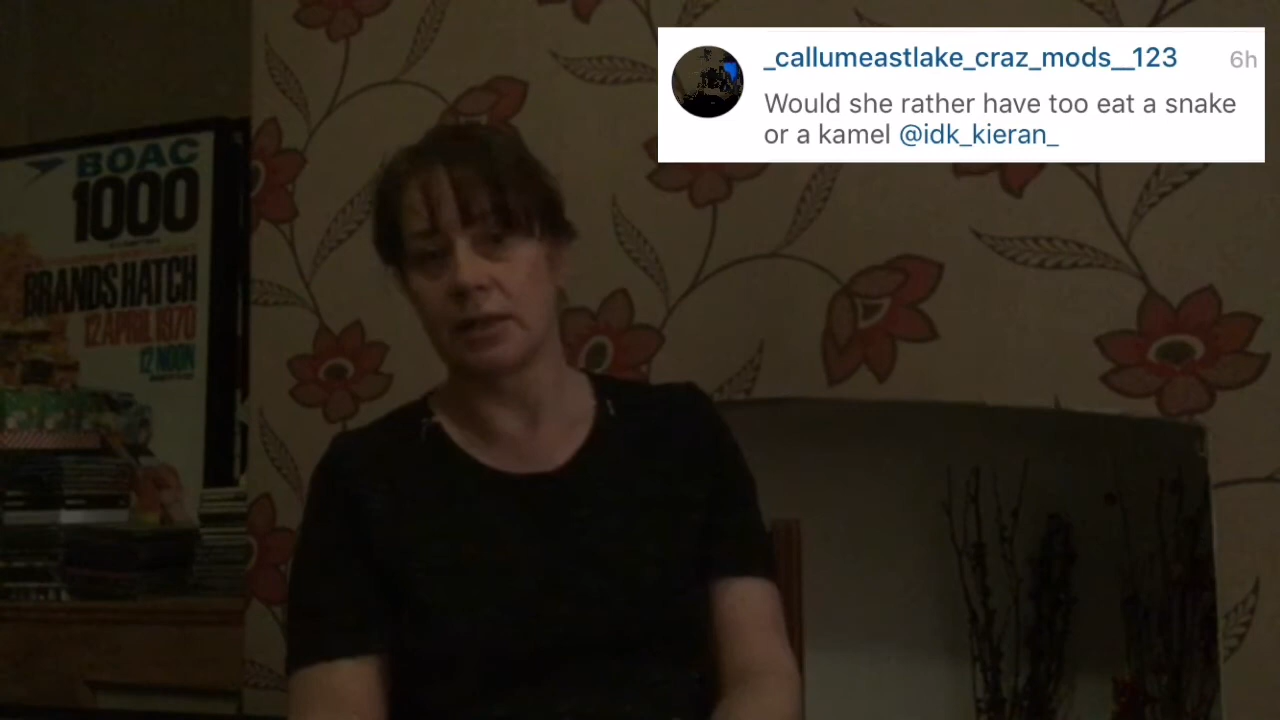 _callumeastlake_craz_mods__123
6h
Would she rather have too eat a snake
or a kamel @idk_kieran_
BOAC
1000
BRANDS HATCH
12 APRIL 1970
12 NOON